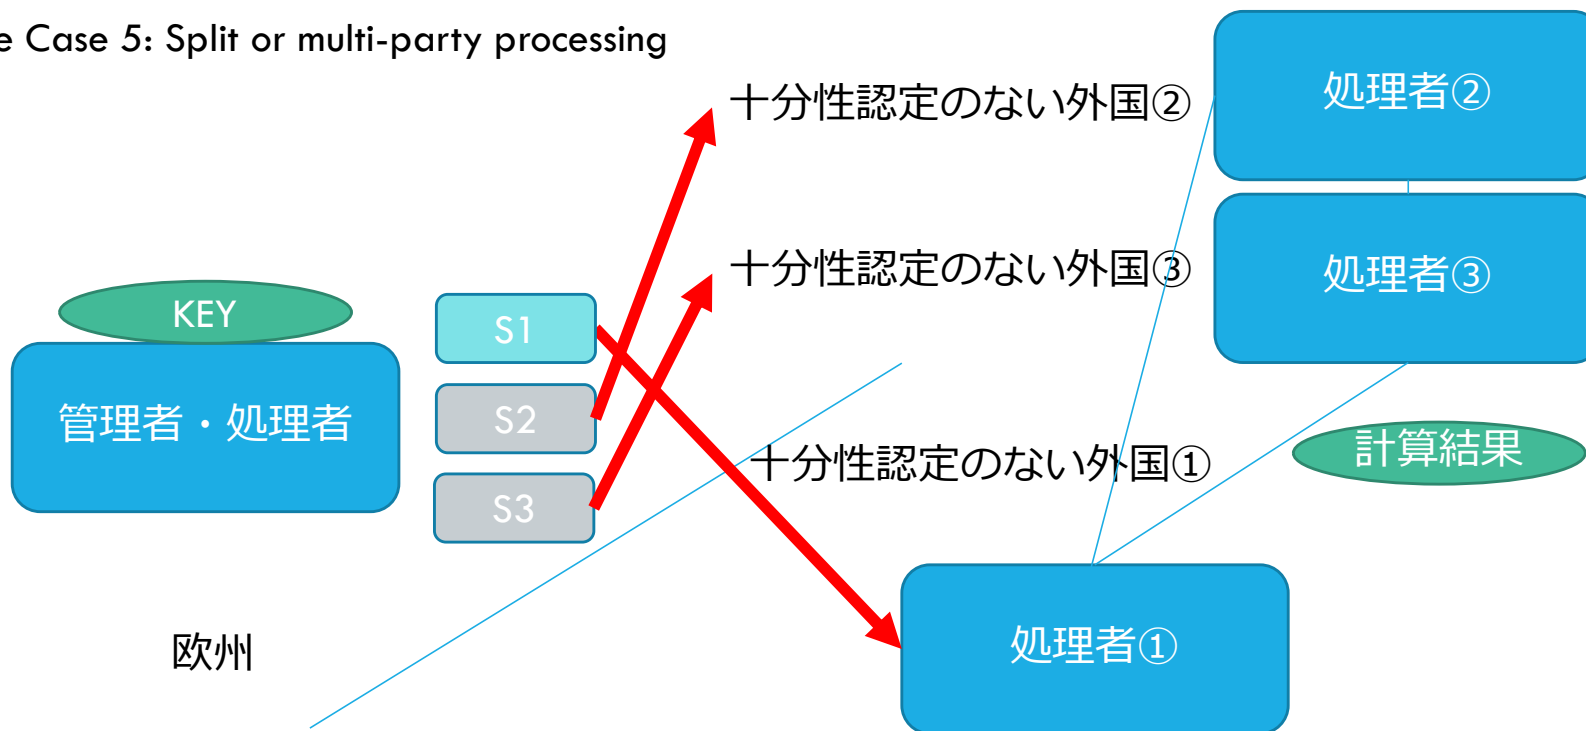 e Case 5: Split or multi-party processing
十分性認定のない外国②
処理者②
十分性認定のない外国③
処理者③
KEY
管理者・処理者
S1
S2
S3
十分性認定のない外国①
計算結果
処理者①
欧州